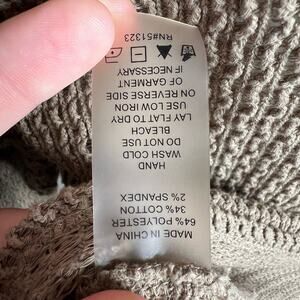 MADE IN CHINA
64% POLYESTER
34% COTTON
2% SPANDEX
HAND
WASH COLD
DO NOT USE
BLEACH
LAY FLAT TO DRY
USE LOW IRON
ON REVERSE SIDE
OF GARMENT
IF NECESSARY
RN#51323